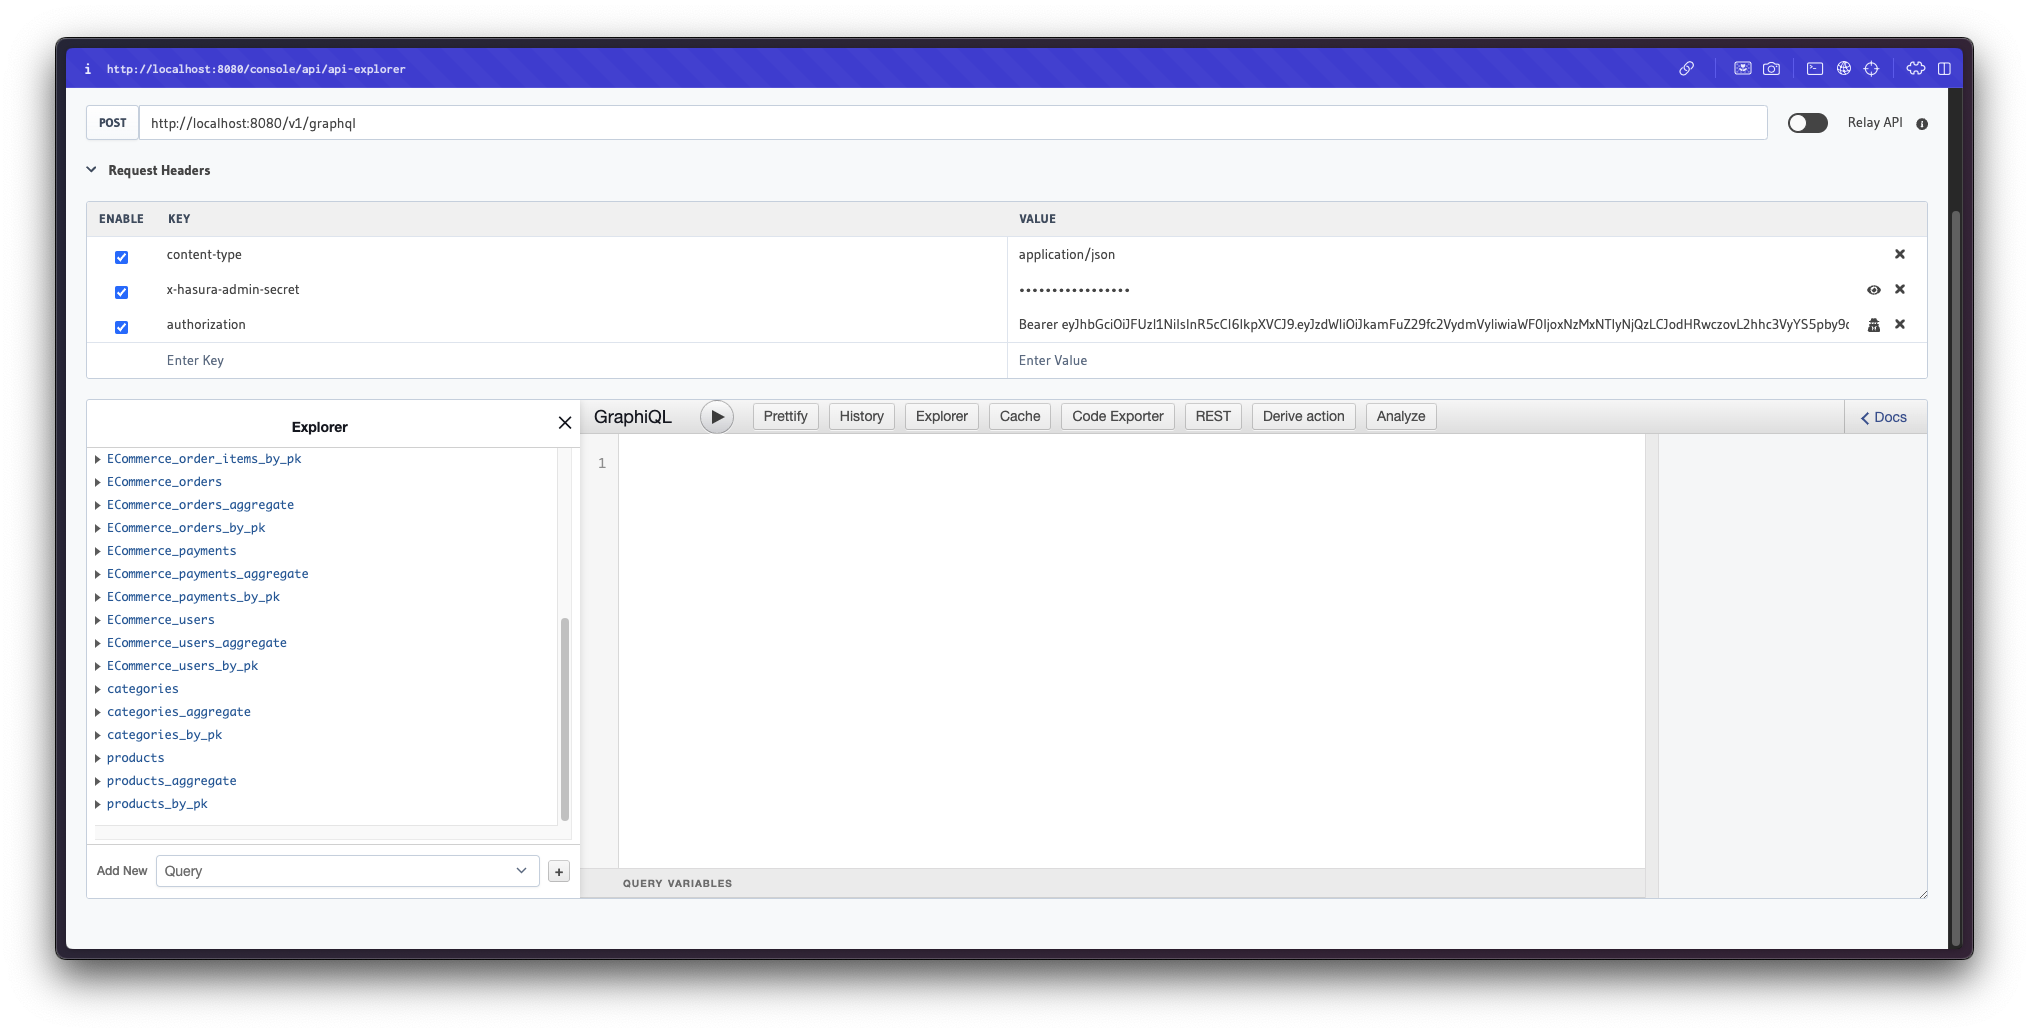 i http://localhost:8080/console/api/api-explorer
POST http://localhost:8080/v1/graphql Relay API
Request Headers
ENABLE KEY VALUE
content-type application/json
x-hasura-admin-secret •••••••••••••••••
authorization Bearer
Enter Key Enter Value
Explorer
GraphiQL Prettify History Explorer Cache Code Exporter REST Derive action Analyze Docs
1
ECommerce_order_items_by_pk
ECommerce_orders
ECommerce_orders_aggregate
ECommerce_orders_by_pk
ECommerce_payments
ECommerce_payments_aggregate
ECommerce_payments_by_pk
ECommerce_users
ECommerce_users_aggregate
ECommerce_users_by_pk
categories
categories_aggregate
categories_by_pk
products
products_aggregate
products_by_pk
Add New Query +
QUERY VARIABLES